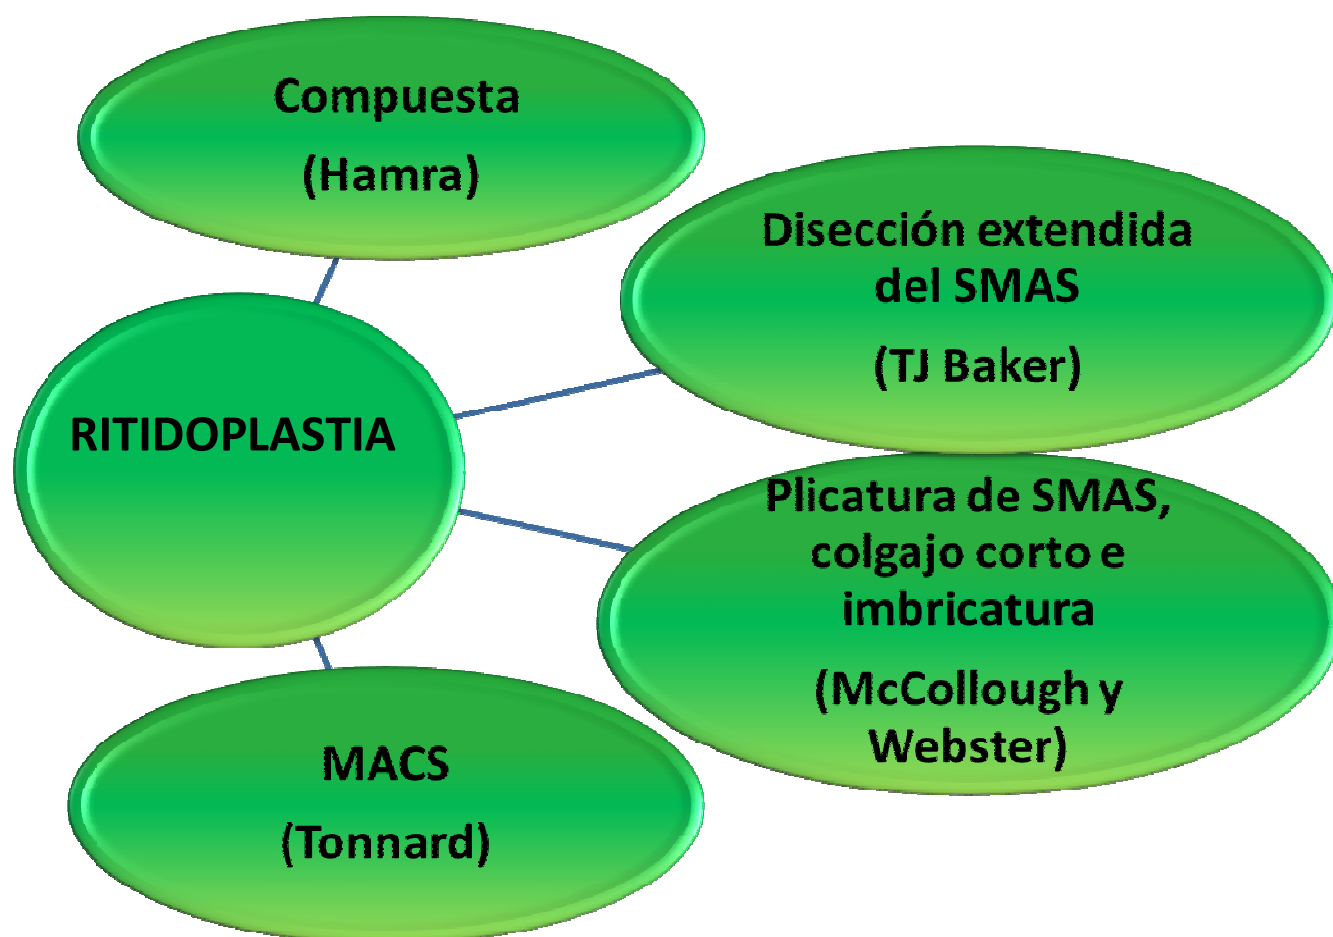 Compuesta
(Hamra)
Disección extendida
del SMAS
(TJ Baker)
RITIDOPLASTIA
Plicatura de SMAS,
colgajo corto e
imbricatura
(McCollough y
Webster)
MACS
(Tonnard)